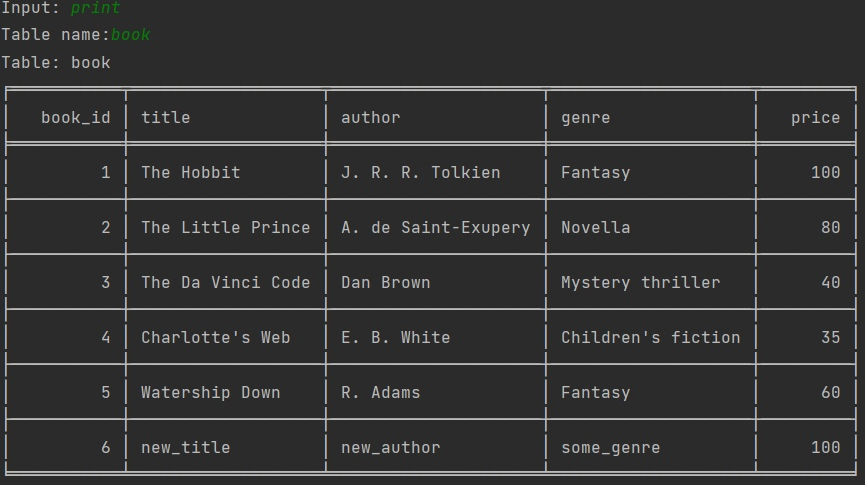 Input: print
Table name:book
Table: book
book_id title author genre price
1 The Hobbit J. R. R. Tolkien Fantasy 100
2 The Little Prince A. de Saint-Exupery Novella 80
3 The Da Vinci Code Dan Brown Mystery thriller 40
4 Charlotte's Web E. B. White Children's fiction 35
5 Watership Down R. Adams Fantasy 60
6 new_title new_author some_genre 100